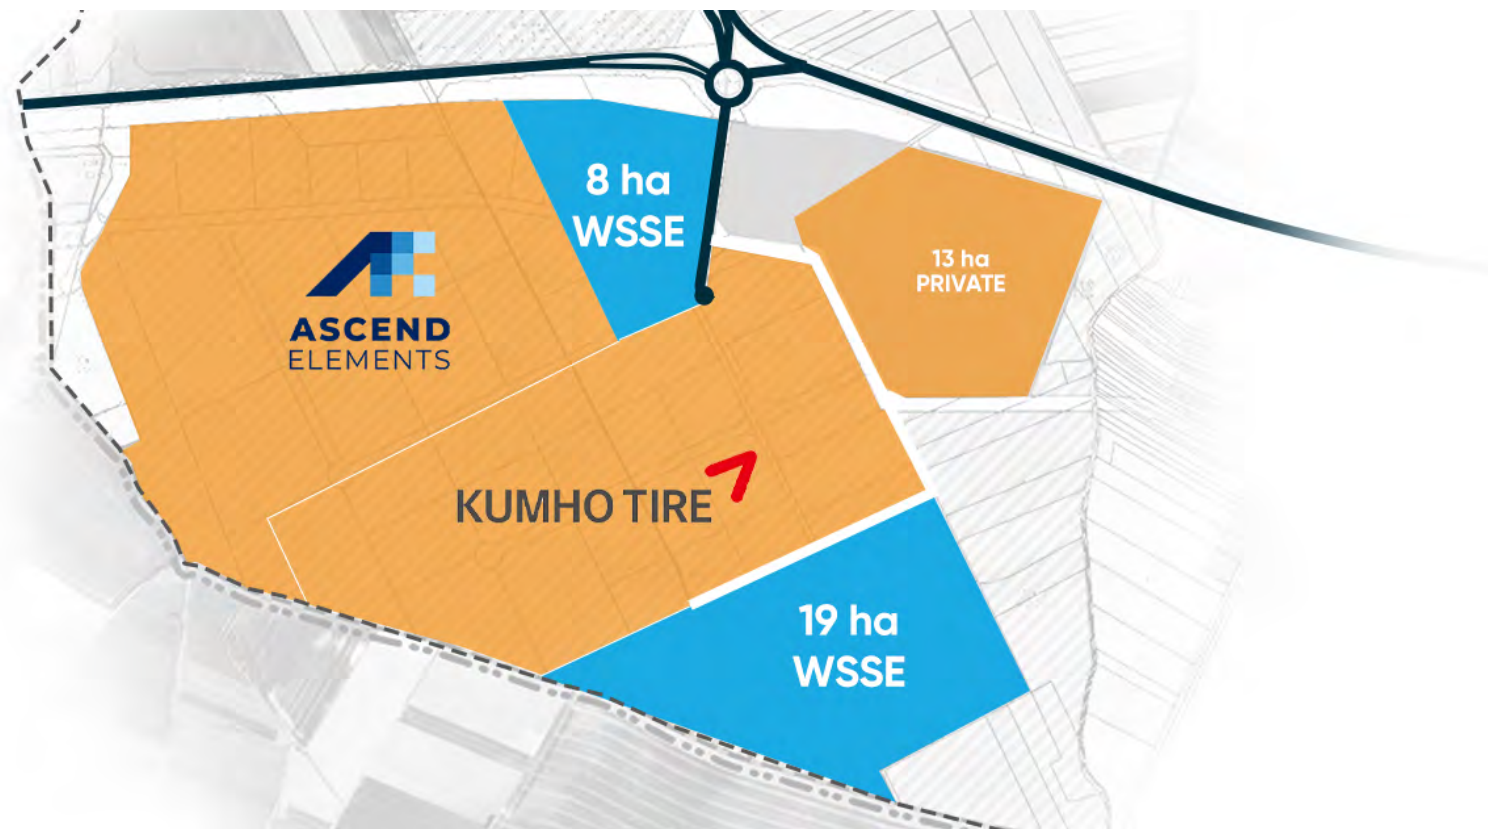 8 ha
WSSE
ASCEND
ELEMENTS
13 ha
PRIVATE
KUMHO TIRE
19 ha
WSSE